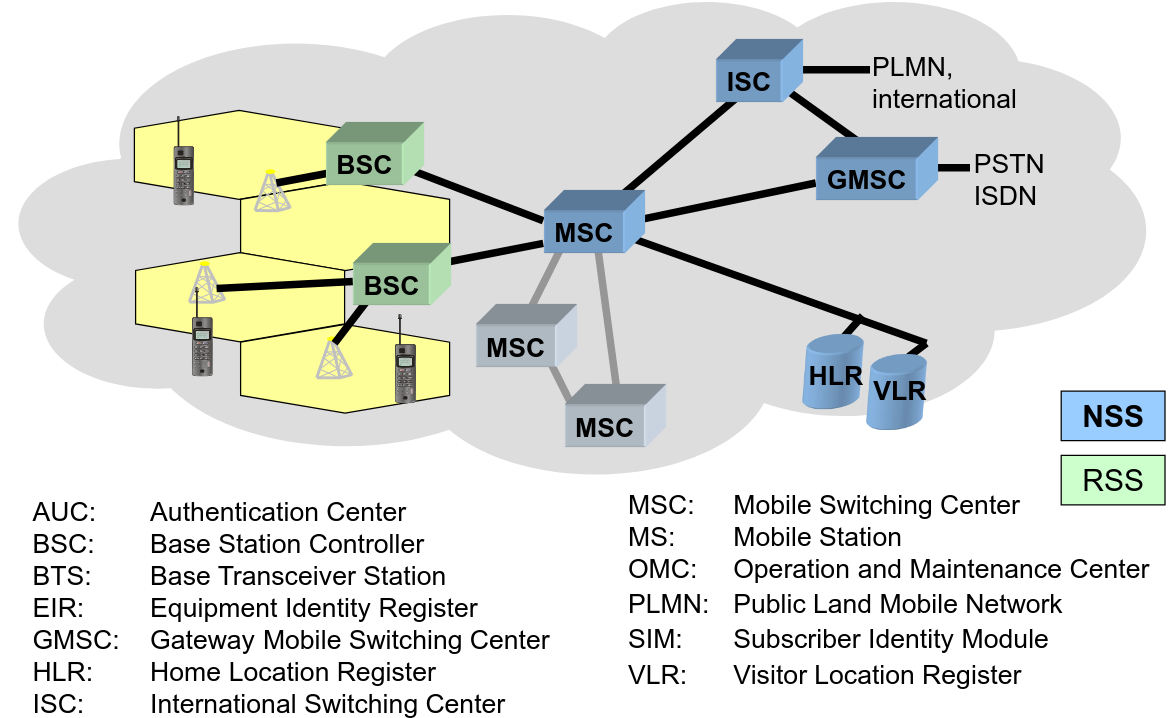 ISC
PLMN,
international
BSC
GMSC
PSTN
ISDN
MSC
BSC
MSC
HLR
VLR
MSC
NSS
RSS
AUC: Authentication Center
BSC: Base Station Controller
BTS: Base Transceiver Station
EIR: Equipment Identity Register
GMSC: Gateway Mobile Switching Center
HLR: Home Location Register
ISC: International Switching Center
MSC: Mobile Switching Center
MS: Mobile Station
OMC: Operation and Maintenance Center
PLMN: Public Land Mobile Network
SIM: Subscriber Identity Module
VLR: Visitor Location Register